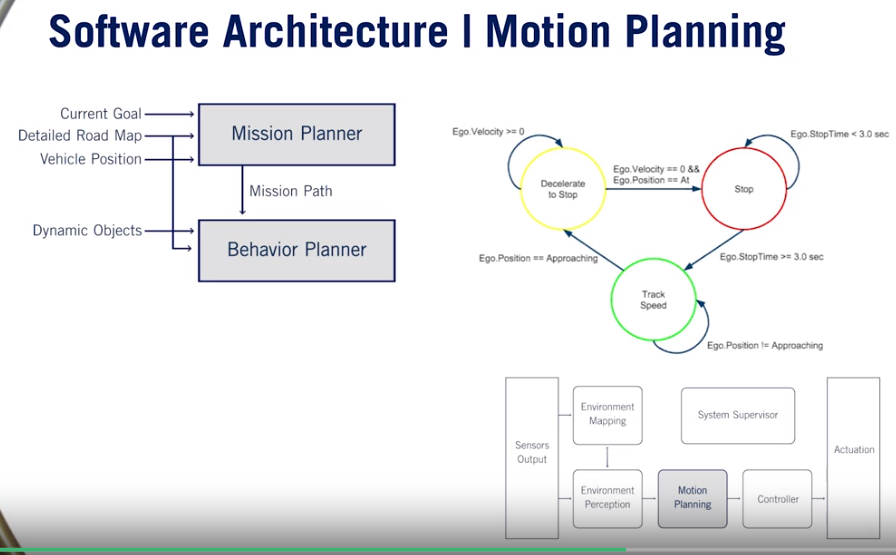 Software Architecture | Motion Planning
Current Goal
Detailed Road Map
Vehicle Position
Mission Planner
Mission Path
Dynamic Objects
Behavior Planner
Ego.Velocity >= 0
Decelerate
to Stop
Ego.Velocity == 0 &&
Ego.Position == At
Ego.StopTime < 3.0 sec
Stop
Ego.Position == Approaching
Ego.StopTime >= 3.0 sec
Track
Speed
Ego.Position != Approaching
Sensors
Output
Environment
Mapping
System Supervisor
Actuation
Environment
Perception
Motion
Planning
Controller